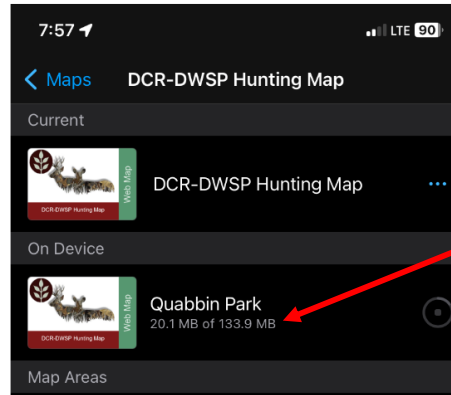 7:57 LTE 90
Maps DCR-DWSP Hunting Map
Current
Web Map
DCR-DWSP Hunting Map
DCR-DWSP Hunting Map
On Device
Web Map
Quabbin Park
20.1 MB of 133.9 MB
DCR-DWSP Hunting Map
Map Areas